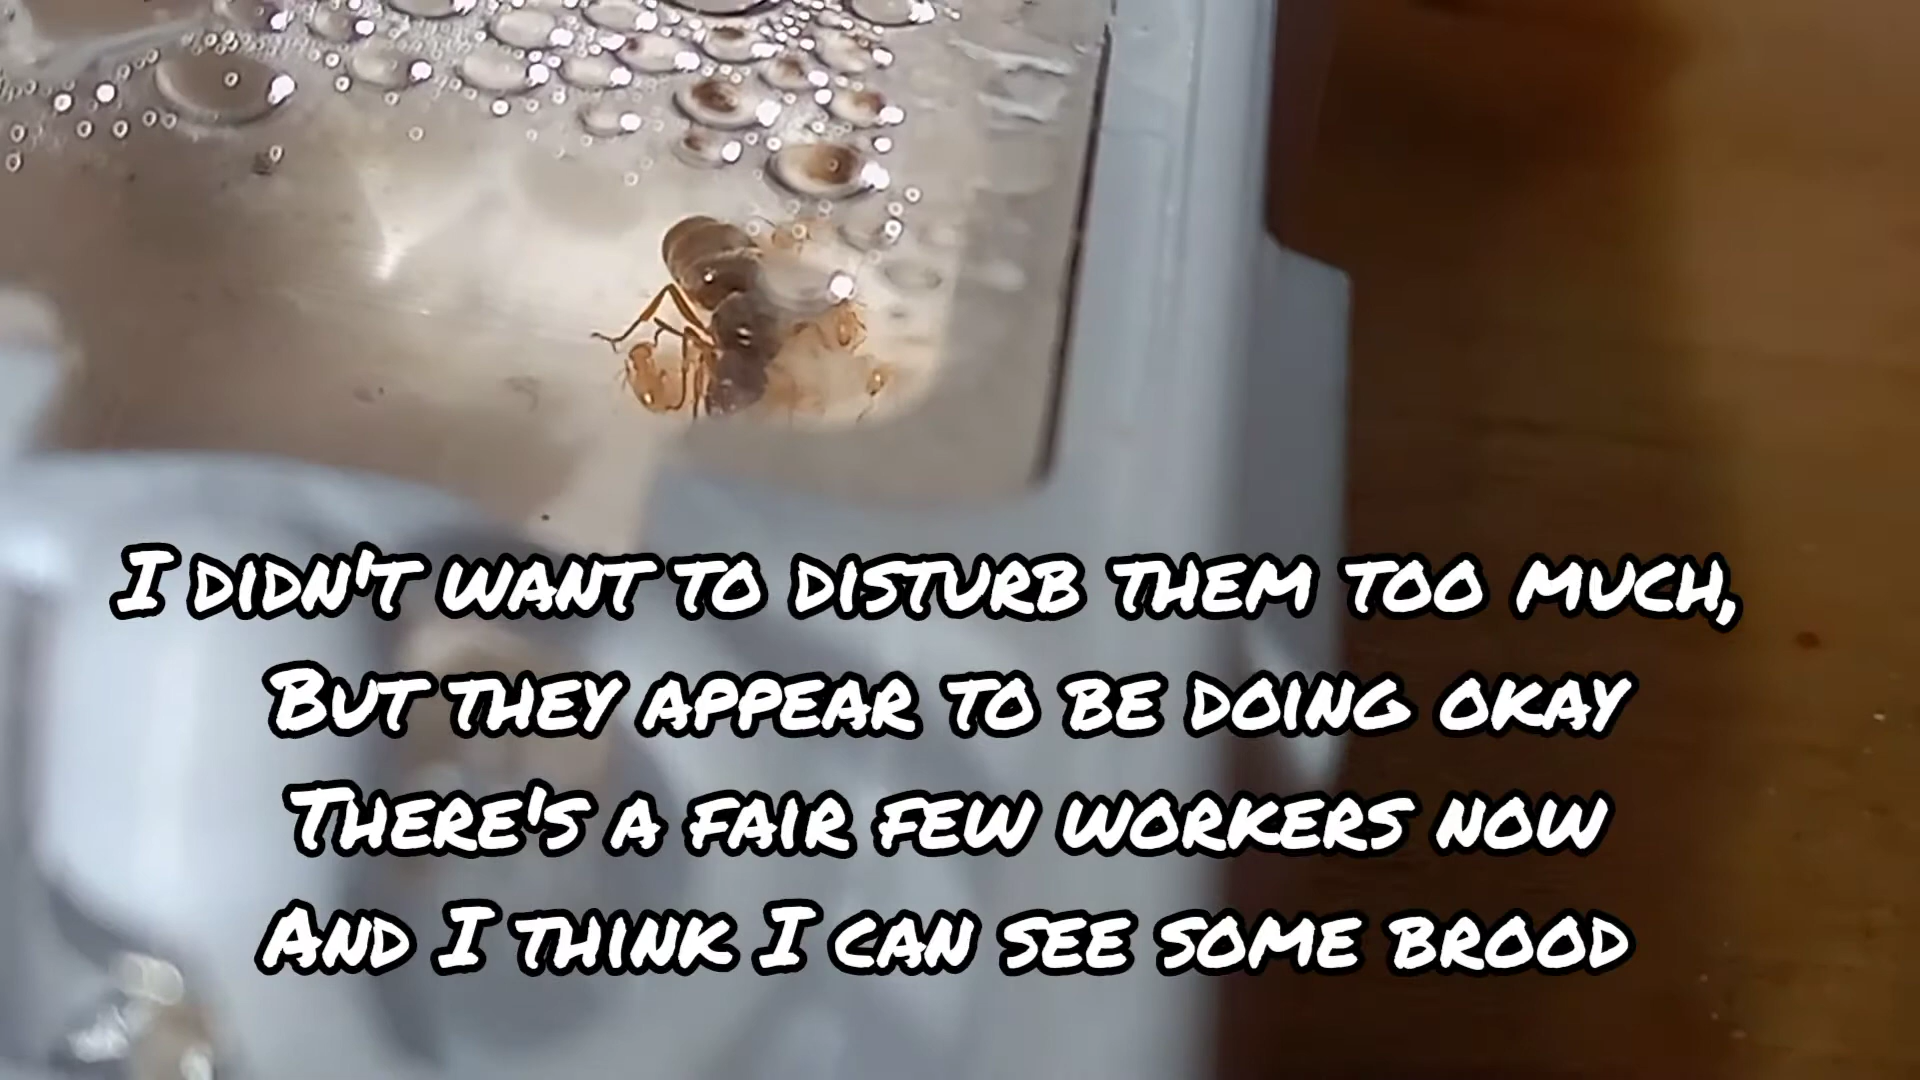 I didn't want to disturb them too much,
But they appear to be doing okay
There's a fair few workers now
And I think I can see some brood